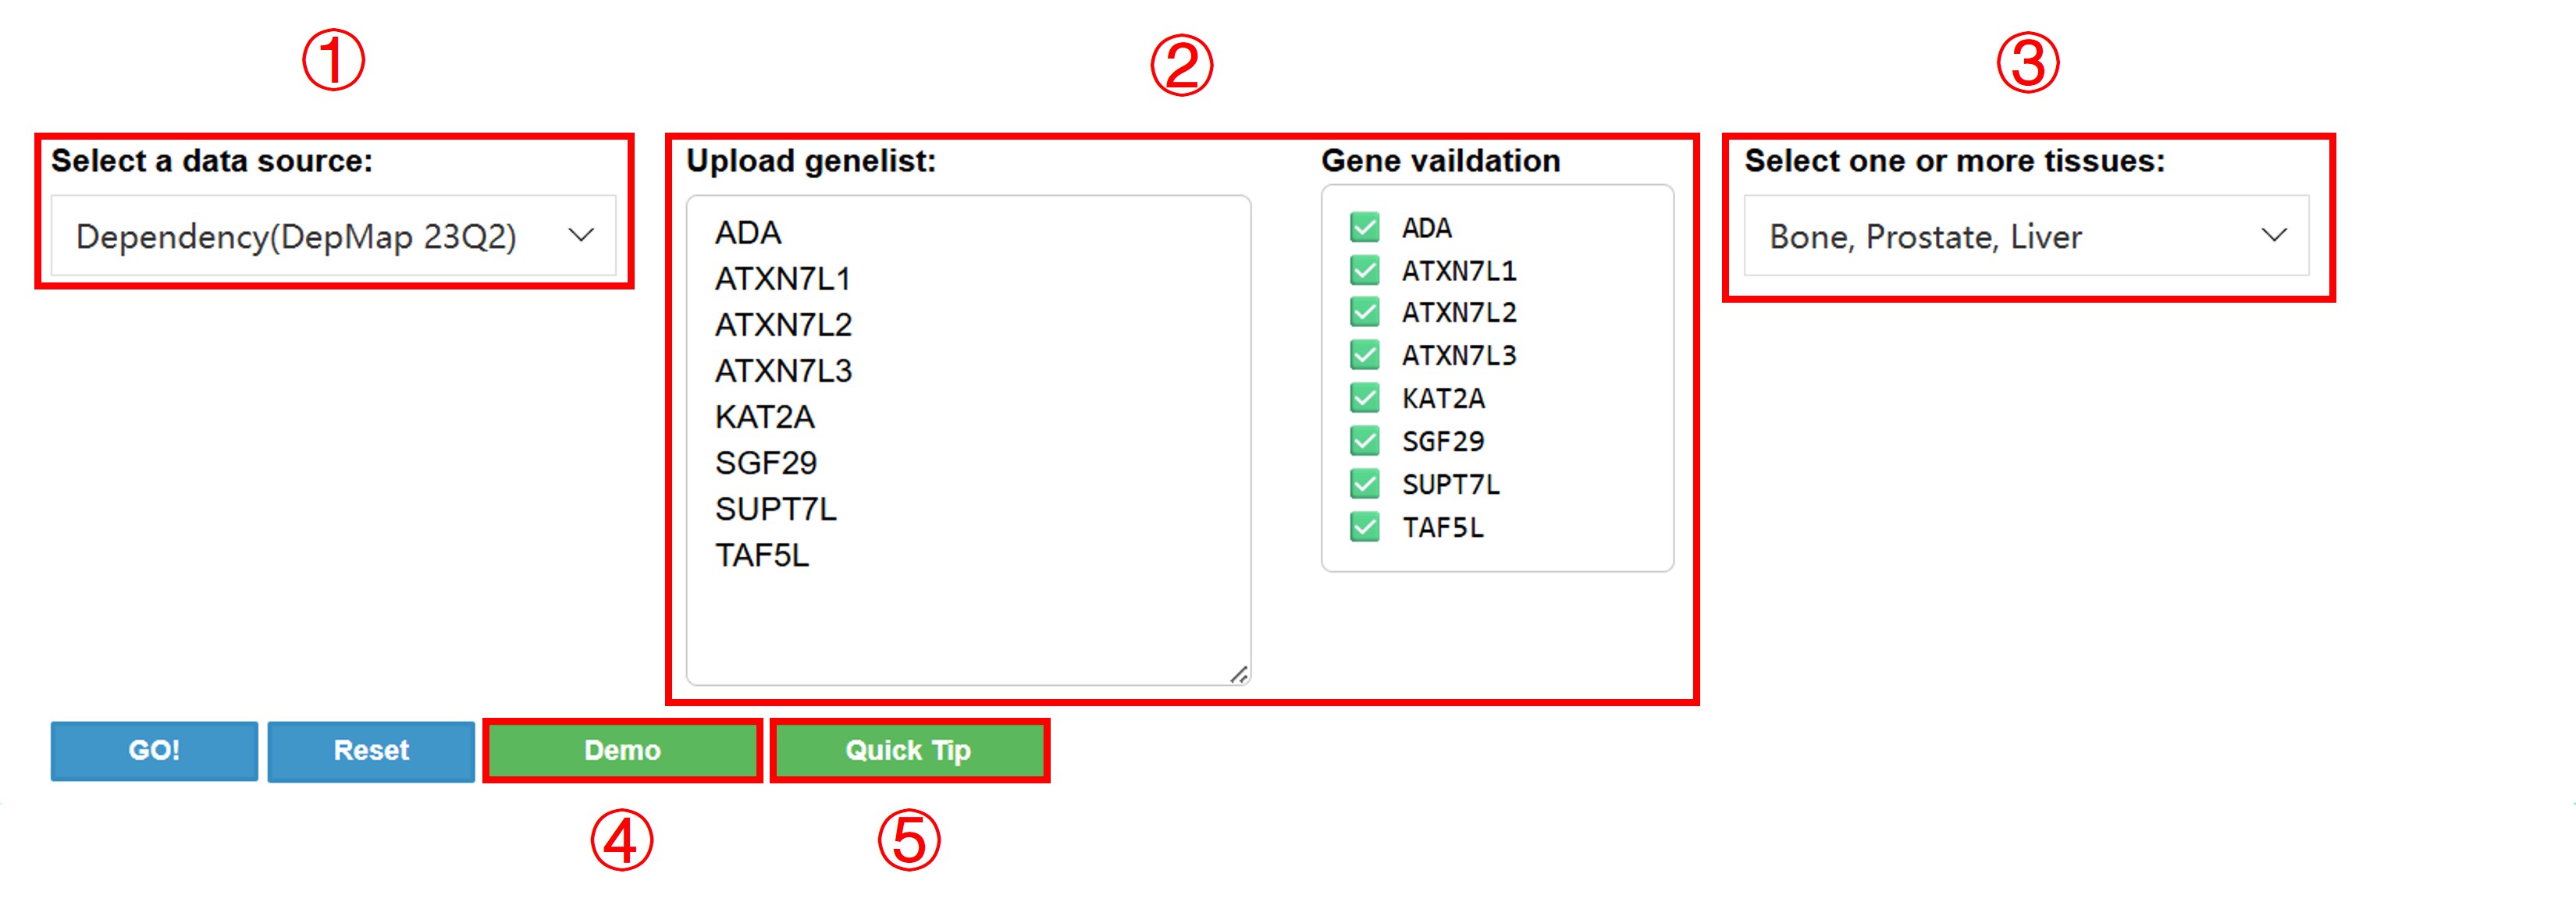 ①
②
③
Select a data source:
Dependency(DepMap 23Q2)
Upload genelist:
ADA
ATXN7L1
ATXN7L2
ATXN7L3
KAT2A
SGF29
SUPT7L
TAF5L
Gene vaildation
ADA
ATXN7L1
ATXN7L2
ATXN7L3
KAT2A
SGF29
SUPT7L
TAF5L
Select one or more tissues:
Bone, Prostate, Liver
GO!
Reset
Demo
Quick Tip
④
⑤